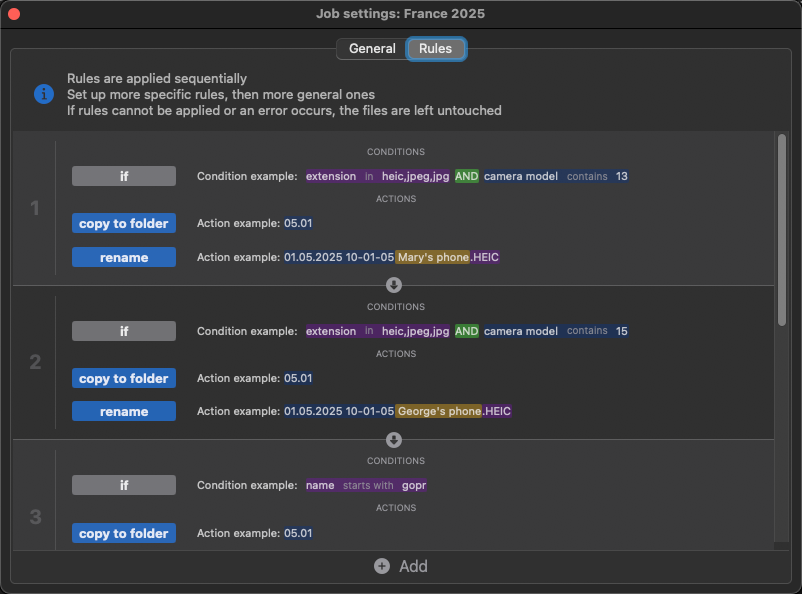 Job settings: France 2025
General Rules
Rules are applied sequentially
Set up more specific rules, then more general ones
If rules cannot be applied or an error occurs, the files are left untouched
CONDITIONS
if Condition example: extension in heic,jpeg,jpg AND camera model contains 13
ACTIONS
1
copy to folder Action example: 05.01
rename Action example: 01.05.2025 10-01-05 Mary's phone.HEIC
CONDITIONS
if Condition example: extension in heic,jpeg,jpg AND camera model contains 15
ACTIONS
2
copy to folder Action example: 05.01
rename Action example: 01.05.2025 10-01-05 George's phone.HEIC
CONDITIONS
if Condition example: name starts with gopr
ACTIONS
3
copy to folder Action example: 05.01
Add